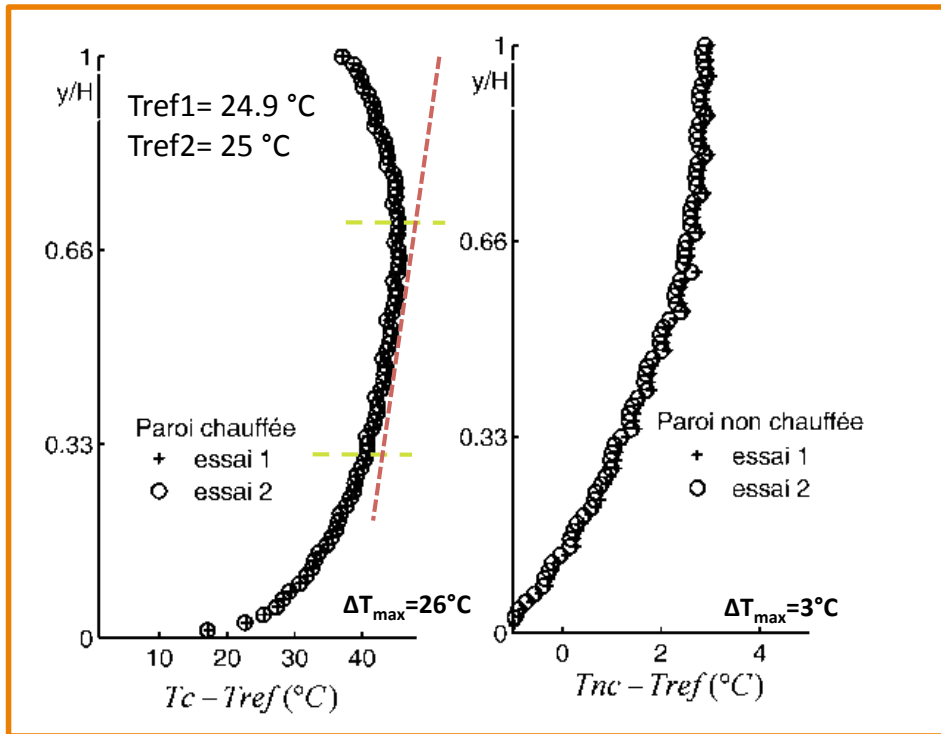 1
y/H
Tref1= 24.9 °C
Tref2= 25 °C
0.66
Paroi chauffée
+ essai 1
○ essai 2
0.33
ΔTmax=26°C
0
10 20 30 40
Tc – Tref (°C)
1
y/H
0.66
Paroi non chauffée
+ essai 1
○ essai 2
0.33
ΔTmax=3°C
0
0 2 4
Tnc – Tref (°C)